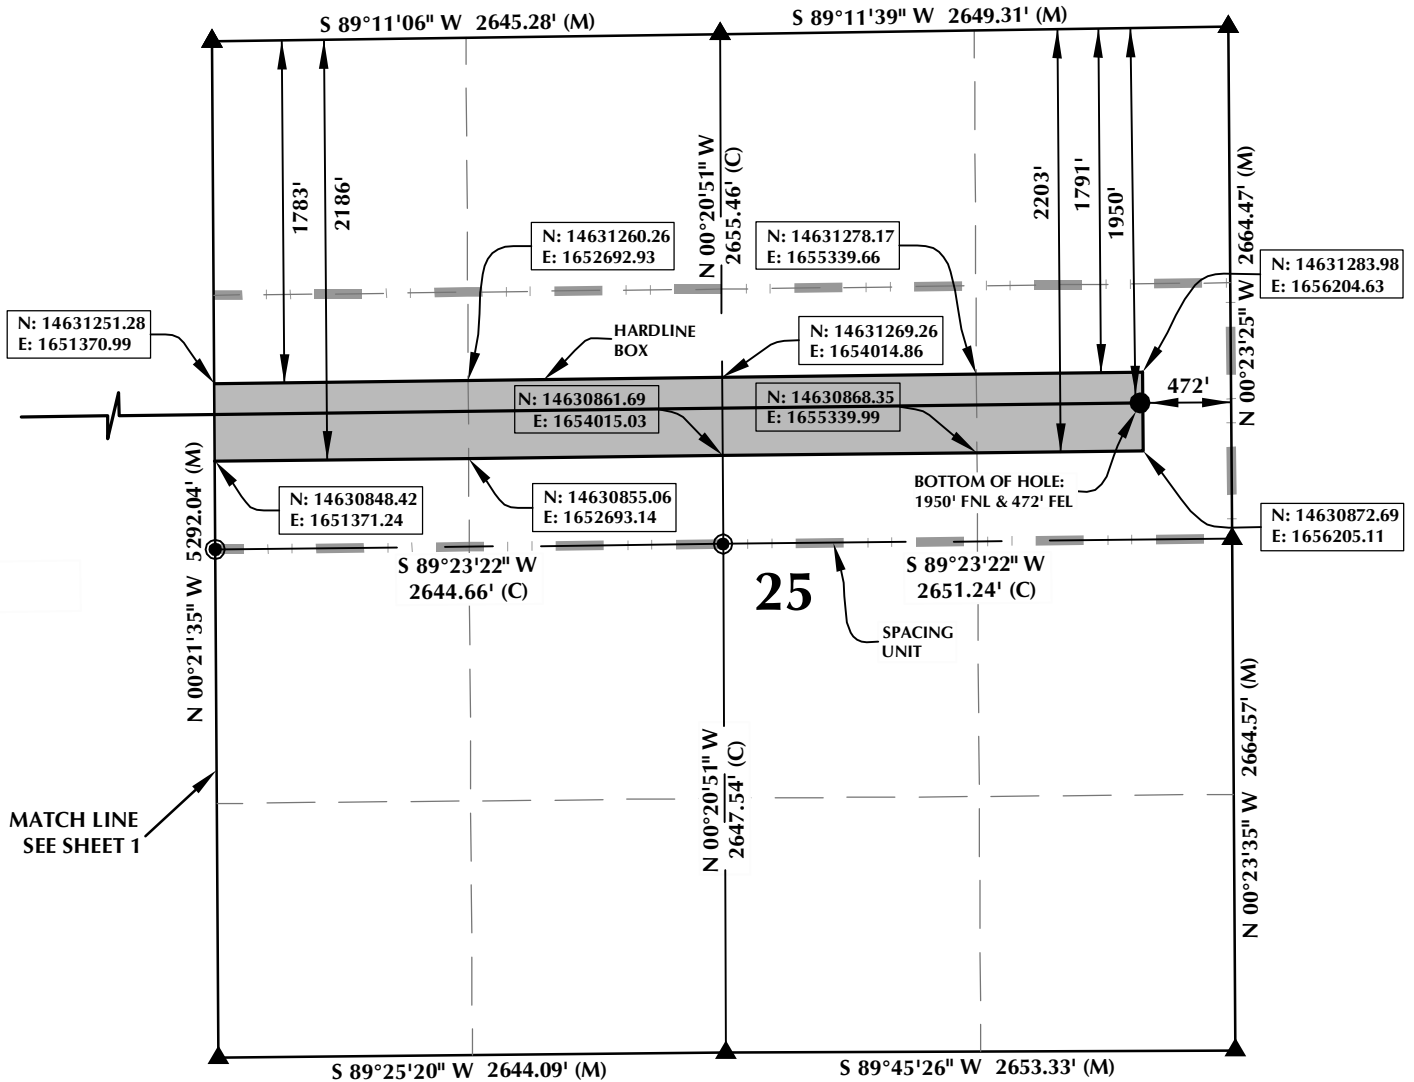 S 89°11'06" W 2645.28' (M)
S 89°11'39" W 2649.31' (M)
1783'
2186'
N 00°20'51" W
2655.46' (C)
2203'
1791'
1950'
N 00°23'25" W 2664.47' (M)
N: 14631260.26
E: 1652692.93
N: 14631278.17
E: 1655339.66
N: 14631283.98
E: 1656204.63
N: 14631251.28
E: 1651370.99
HARDLINE
BOX
N: 14631269.26
E: 1654014.86
472'
N: 14630861.69
E: 1654015.03
N: 14630868.35
E: 1655339.99
BOTTOM OF HOLE:
1950' FNL & 472' FEL
N: 14630848.42
E: 1651371.24
N: 14630855.06
E: 1652693.14
N: 14630872.69
E: 1656205.11
N 00°21'35" W 5292.04' (M)
S 89°23'22" W
2644.66' (C)
25
S 89°23'22" W
2651.24' (C)
SPACING
UNIT
N 00°20'51" W
2647.54' (C)
N 00°23'35" W 2664.57' (M)
MATCH LINE
SEE SHEET 1
S 89°25'20" W 2644.09' (M)
S 89°45'26" W 2653.33' (M)